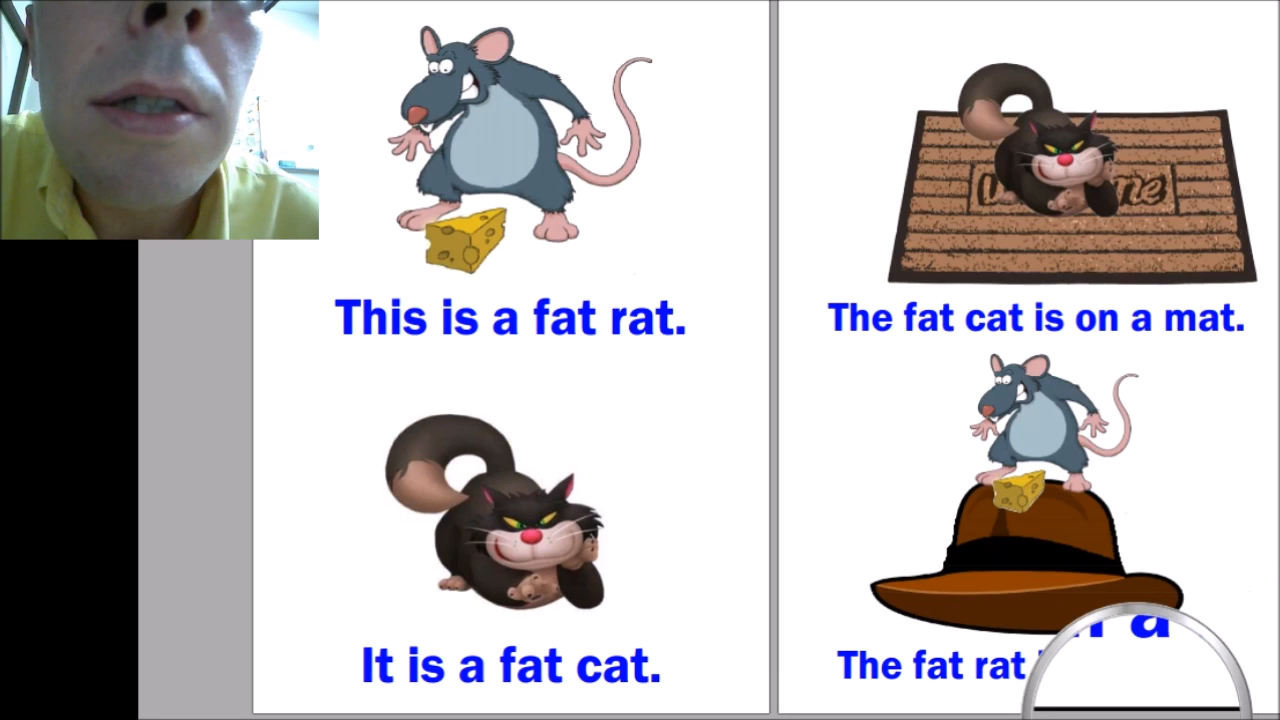 This is a fat rat.
It is a fat cat.
The fat cat is on a mat.
a
The fat rat